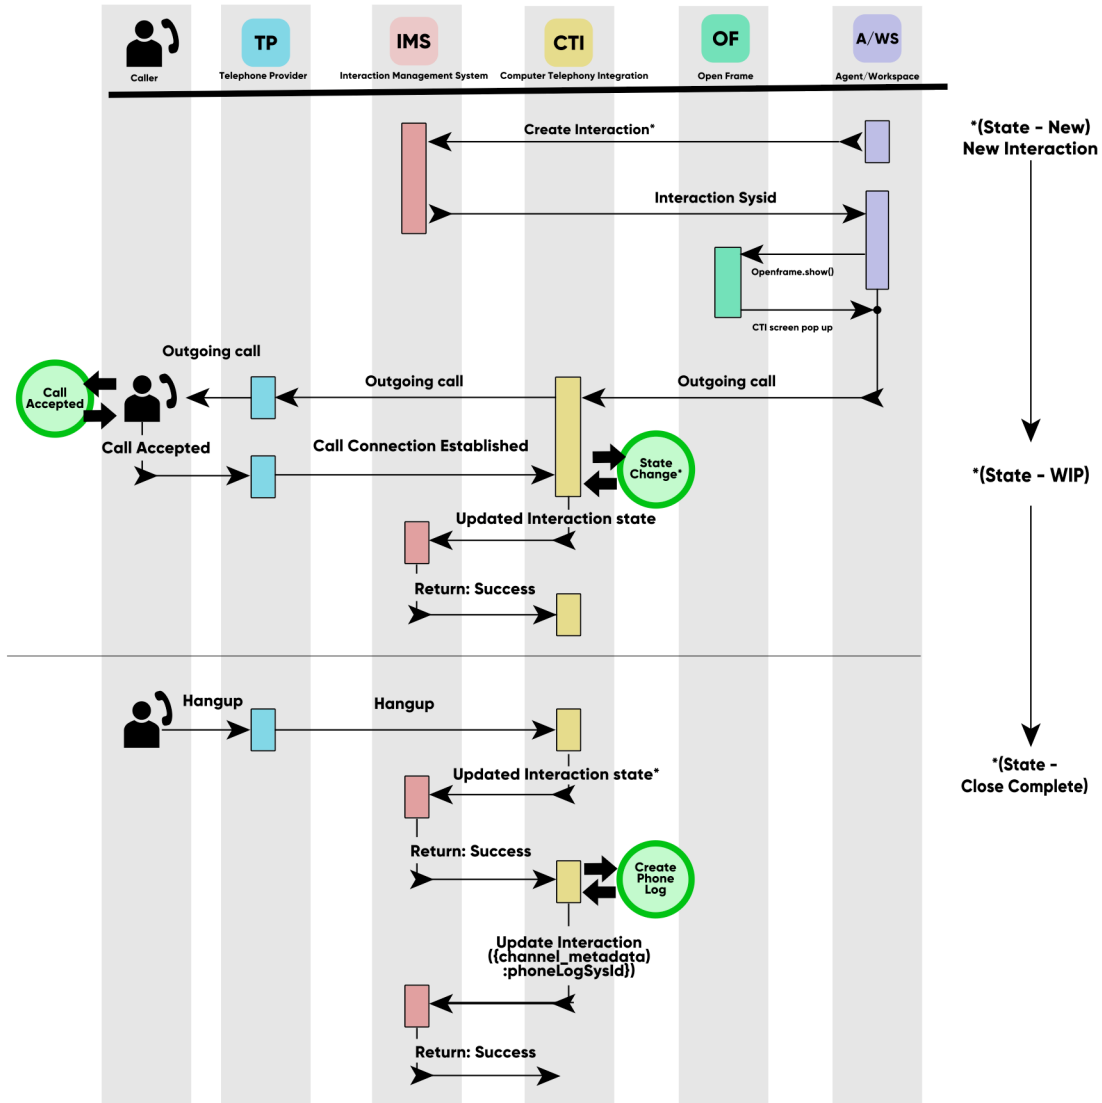 TP
IMS
CTI
OF
A/WS
Caller
Telephone Provider
Interaction Management System
Computer Telephony Integration
Open Frame
Agent/Workspace
Create Interaction*
*(State - New)
New Interaction
Interaction Sysid
Openframe.show()
CTI screen pop up
Outgoing call
Outgoing call
Outgoing call
Call
Accepted
Call Accepted
Call Connection Established
State
Change*
*(State - WIP)
Updated Interaction state
Return: Success
Hangup
Hangup
Updated Interaction state*
*(State -
Close Complete)
Return: Success
Create
Phone
Log
Update Interaction
({channel_metadata)
:phoneLogSysId})
Return: Success